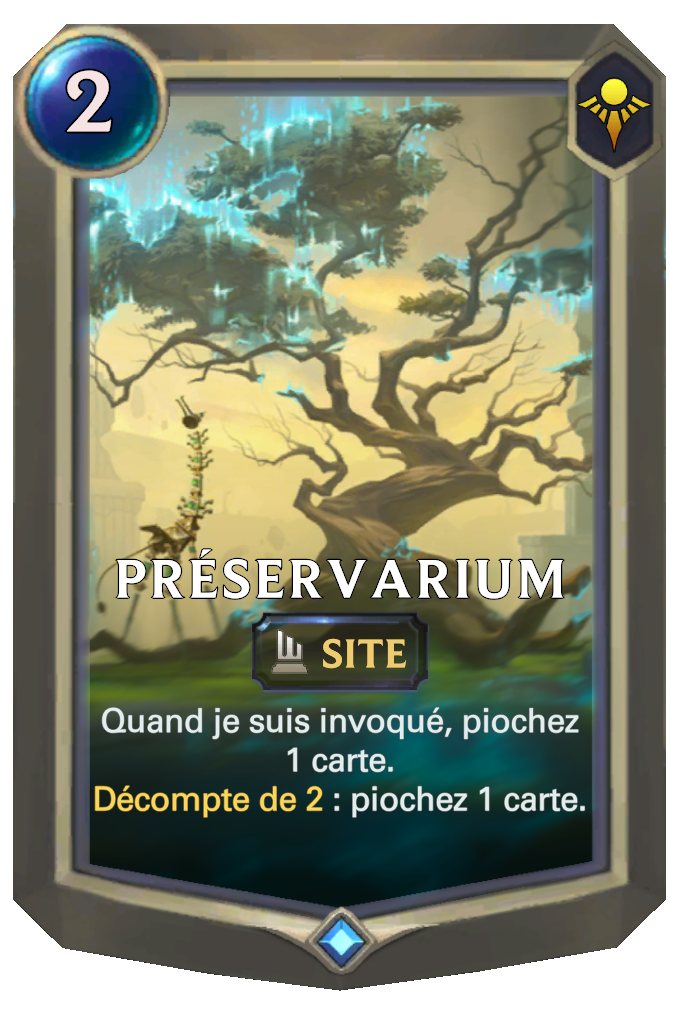 2
PRÉSERVARIUM
SITE
Quand je suis invoqué, piochez
1 carte.
Décompte de 2 : piochez 1 carte.